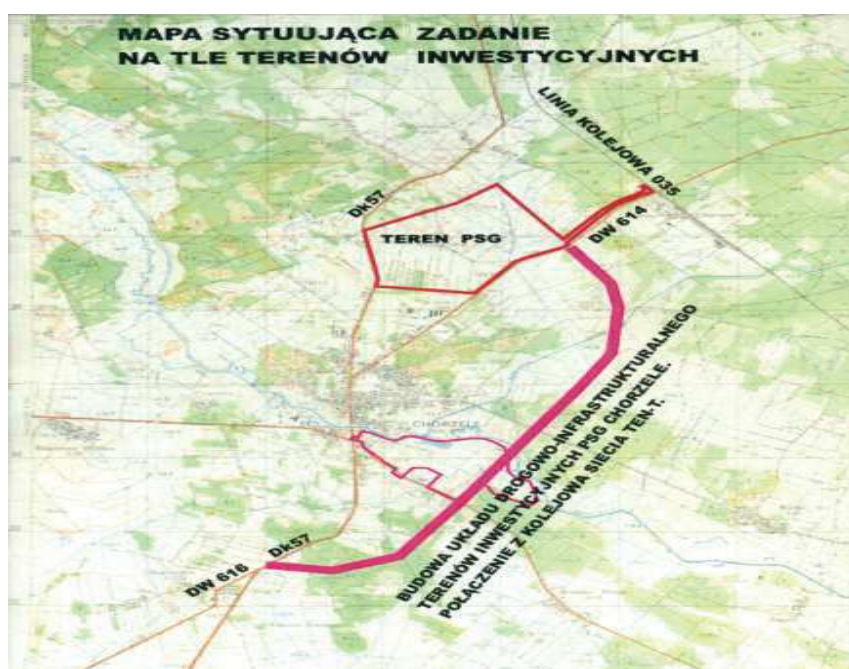 MAPA SYTUUJĄCA ZADANIE
NA TLE TERENÓW INWESTYCYJNYCH
LINIA KOLEJOWA 035
Dk57
DW 614
TEREN PSG
CHORZELE
BUDOWA UKŁADU DROGOWO-INFRASTRUKTURALNEGO
TERENÓW INWESTYCYJNYCH PSG CHORZELE.
POŁĄCZENIE Z KOLEJOWA SIECIĄ TEN-T.
Dk57
DW 616